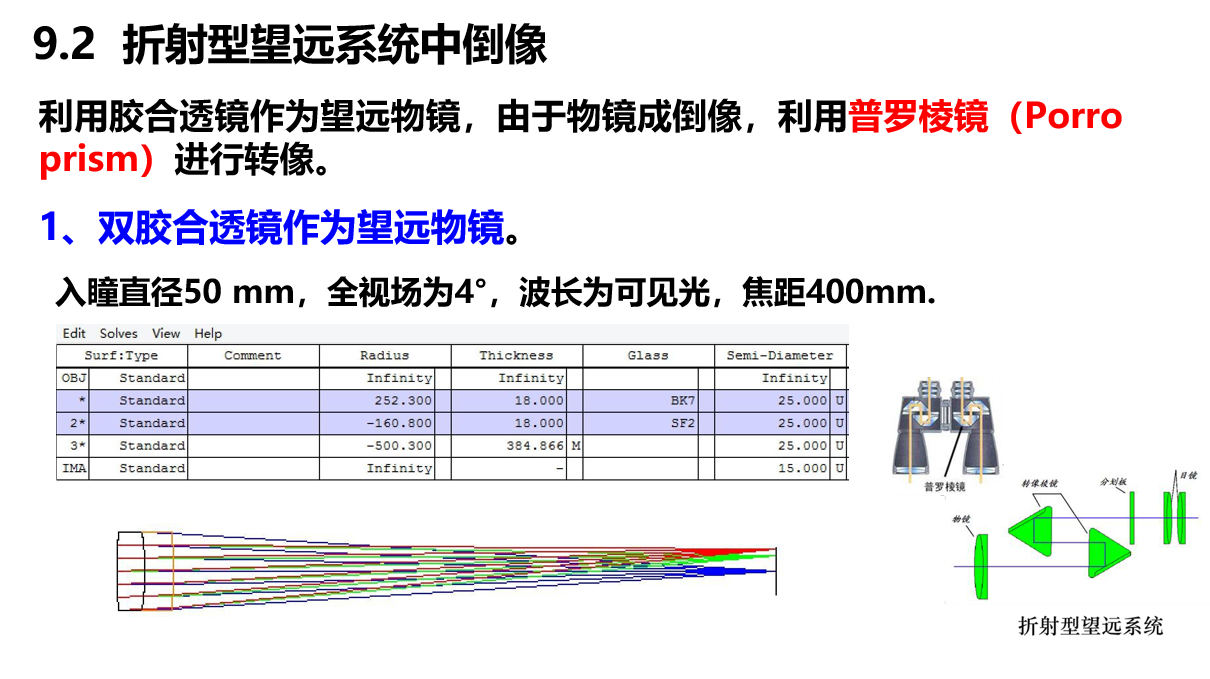 9.2 折射型望远系统中倒像
利用胶合透镜作为望远物镜，由于物镜成倒像，利用普罗棱镜（Porro
prism）进行转像。
1、双胶合透镜作为望远物镜。
入瞳直径50 mm，全视场为4°，波长为可见光，焦距400mm.
Edit Solves View Help
Surf:Type Comment Radius Thickness Glass Semi-Diameter
OBJ Standard Infinity Infinity Infinity
* Standard 252.300 18.000 BK7 25.000 U
2* Standard -160.800 18.000 SF2 25.000 U
3* Standard -500.300 384.866 M 25.000 U
IMA Standard Infinity - 15.000 U
普罗棱镜
物镜
转像棱镜
分划板
目镜
折射型望远系统